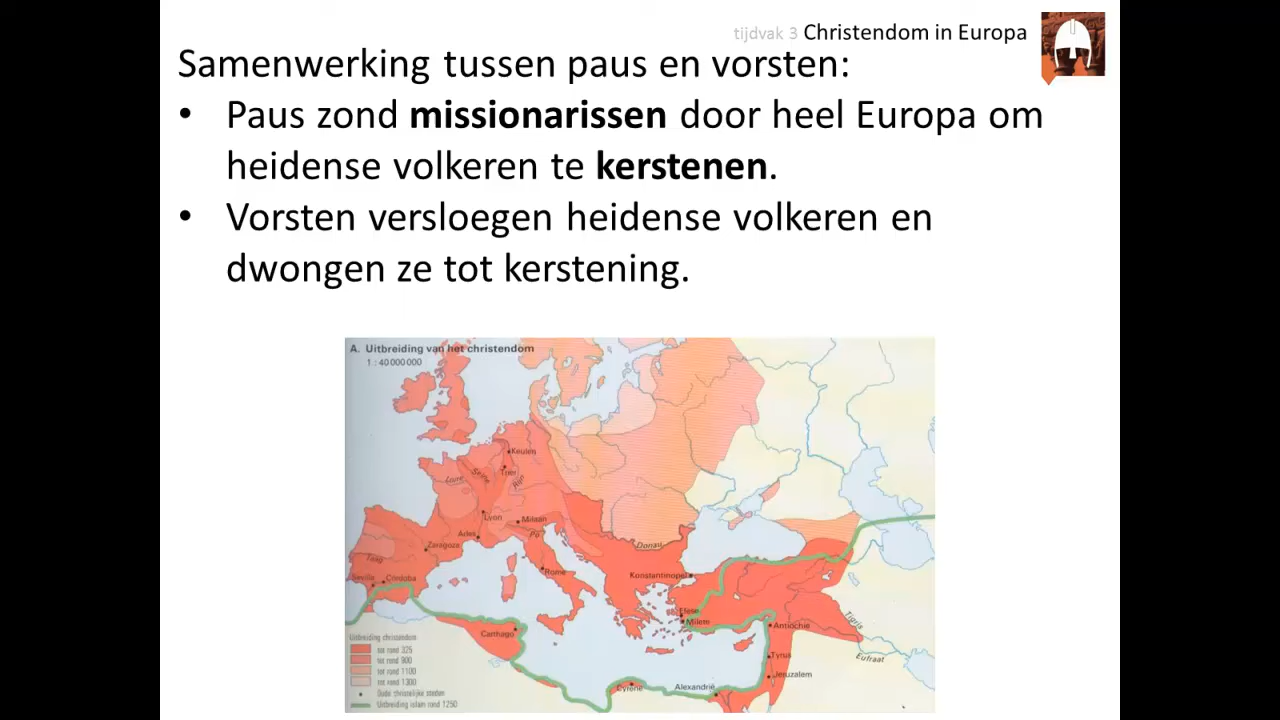 tijdvak 3 Christendom in Europa
Samenwerking tussen paus en vorsten:
• Paus zond missionarissen door heel Europa om
heidense volkeren te kerstenen.
• Vorsten versloegen heidense volkeren en
dwongen ze tot kerstening.
A. Uitbreiding van het christendom
1 : 40 000 000
Keulen
Trier
Seine
Loire
Rijn
Lyon
Milaan
Arles
Po
Zaragoza
Donau
Taag
Rome
Konstantinopel
Sevilla
Córdoba
Efese
Milem
Carthago
Antiochië
Tigris
Eufraat
Tyrus
Jeruzalem
Cyrene
Alexandrië
Uitbreiding christendom
tot rond 325
tot rond 900
tot rond 1100
tot rond 1300
Oude christelijke steden
Uitbreiding islam rond 1250